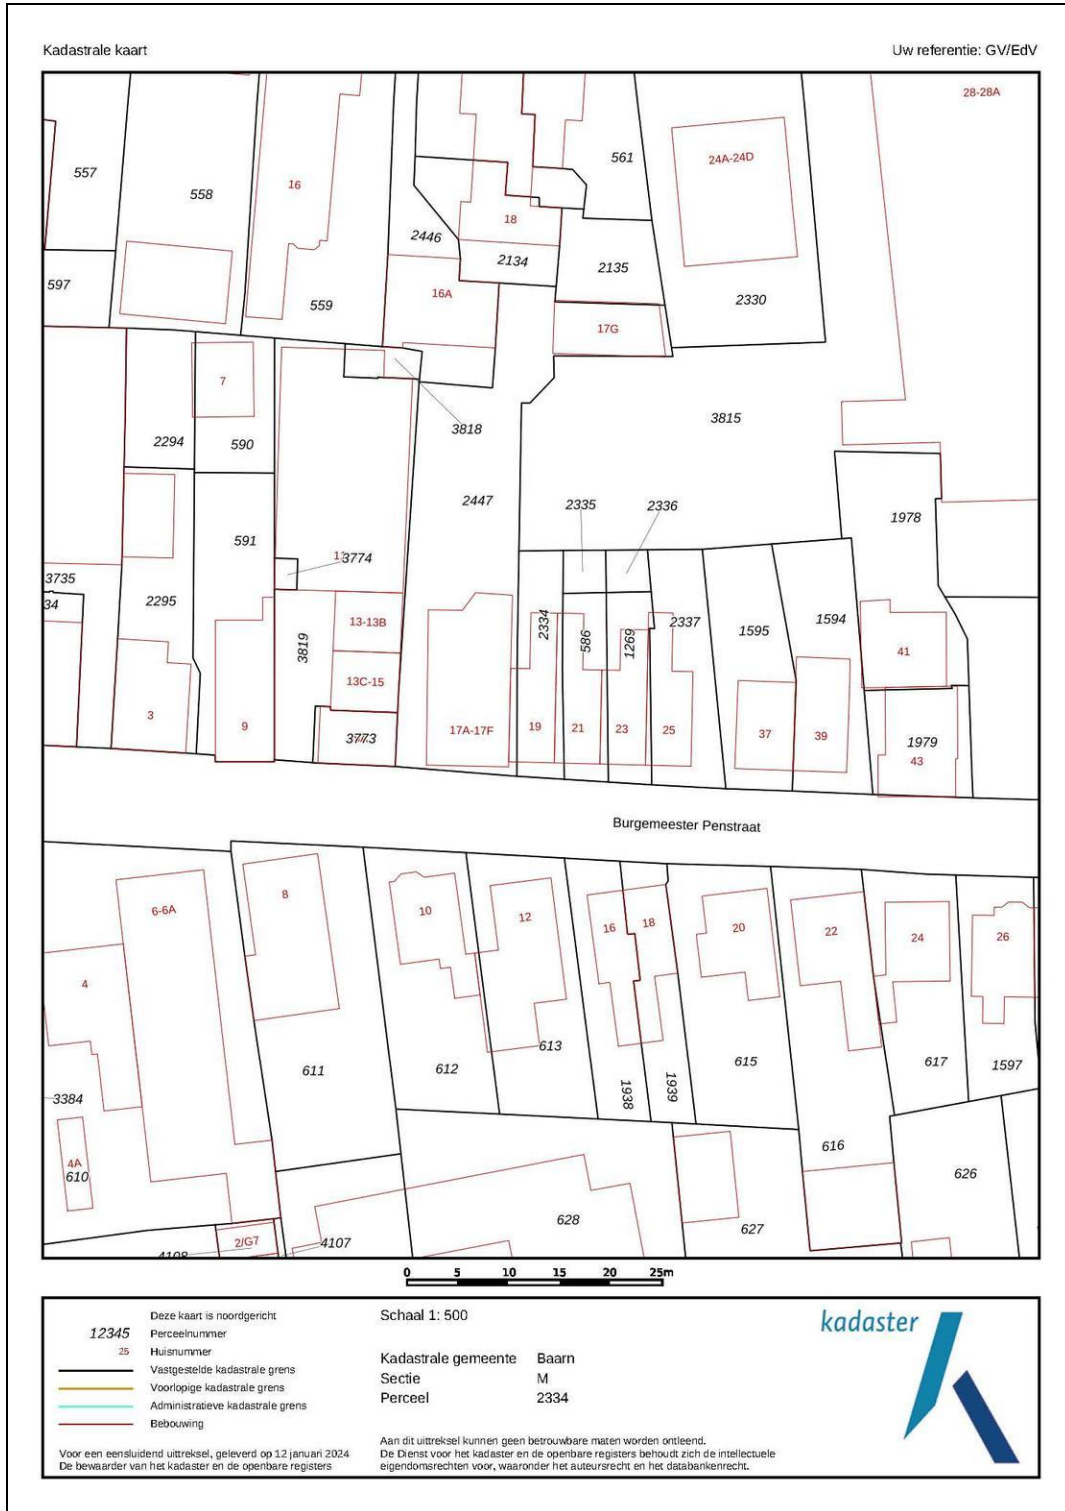 Kadastrale kaart
Uw referentie: GV/EdV
28-28A
557
558
16
18
561
24A-24D
2446
2134
2135
597
559
16A
2330
17G
7
3818
3815
2294
590
2447
2335
2336
1978
591
3774
3735
34
2295
3819
13-13B
2334
586
1269
2337
1595
1594
41
13C-15
3
9
3773
17A-17F
19
21
23
25
37
39
1979
43
Burgemeester Penstraat
6-6A
8
10
12
16
18
20
22
24
26
4
611
612
613
1938
1939
615
616
617
1597
3384
4A
610
2/G7
4108
4107
628
627
626
0 5 10 15 20 25m
Deze kaart is noordgericht
12345 Perceelnummer
25 Huisnummer
Vastgestelde kadastrale grens
Voorlopige kadastrale grens
Administratieve kadastrale grens
Bebouwing
Voor een eensluidend uittreksel, geleverd op 12 januari 2024
De bewaarder van het kadaster en de openbare registers
Schaal 1: 500
Kadastrale gemeente Baarn
Sectie M
Perceel 2334
Aan dit uittreksel kunnen geen betrouwbare maten worden ontleend.
De Dienst voor het kadaster en de openbare registers behoudt zich de intellectuele
eigendomsrechten voor, waaronder het auteursrecht en het databankenrecht.
kadaster